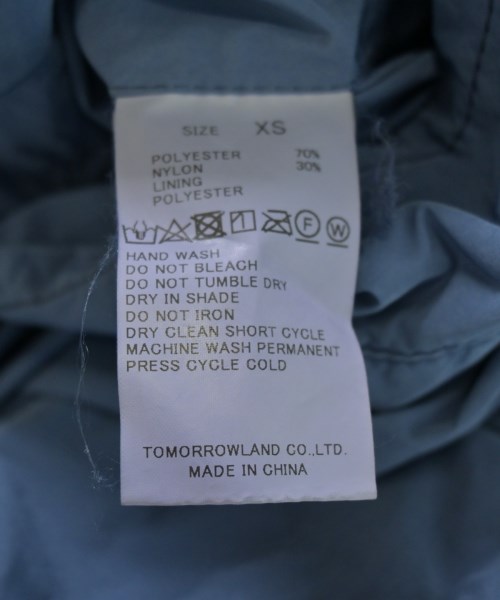 SIZE XS
POLYESTER 70%
NYLON 30%
LINING
POLYESTER
F W
HAND WASH
DO NOT BLEACH
DO NOT TUMBLE DRY
DRY IN SHADE
DO NOT IRON
DRY CLEAN SHORT CYCLE
MACHINE WASH PERMANENT
PRESS CYCLE COLD
TOMORROWLAND CO.,LTD.
MADE IN CHINA